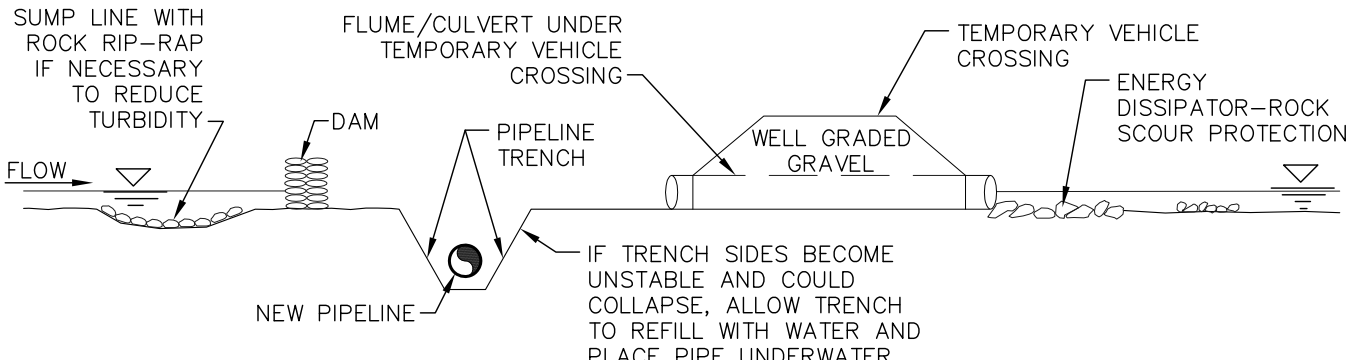 SUMP LINE WITH
ROCK RIP-RAP
IF NECESSARY
TO REDUCE
TURBIDITY
FLOW
DAM
PIPELINE
TRENCH
NEW PIPELINE
FLUME/CULVERT UNDER
TEMPORARY VEHICLE
CROSSING
WELL GRADED
GRAVEL
TEMPORARY VEHICLE
CROSSING
ENERGY
DISSIPATOR-ROCK
SCOUR PROTECTION
IF TRENCH SIDES BECOME
UNSTABLE AND COULD
COLLAPSE, ALLOW TRENCH
TO REFILL WITH WATER AND
PLACE PIPE UNDERWATER